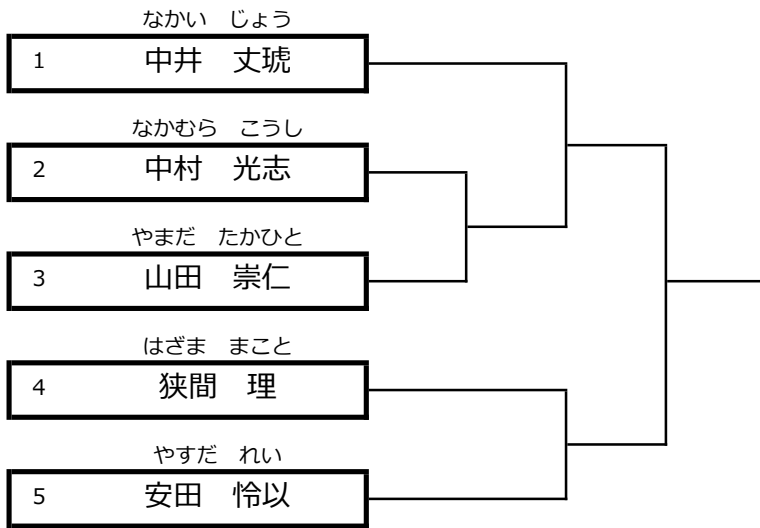 なかい　じょう
1　中井　丈琥
なかむら　こうし
2　中村　光志
やまだ　たかひと
3　山田　崇仁
はざま　まこと
4　狭間　理
やすだ　れい
5　安田　怜以